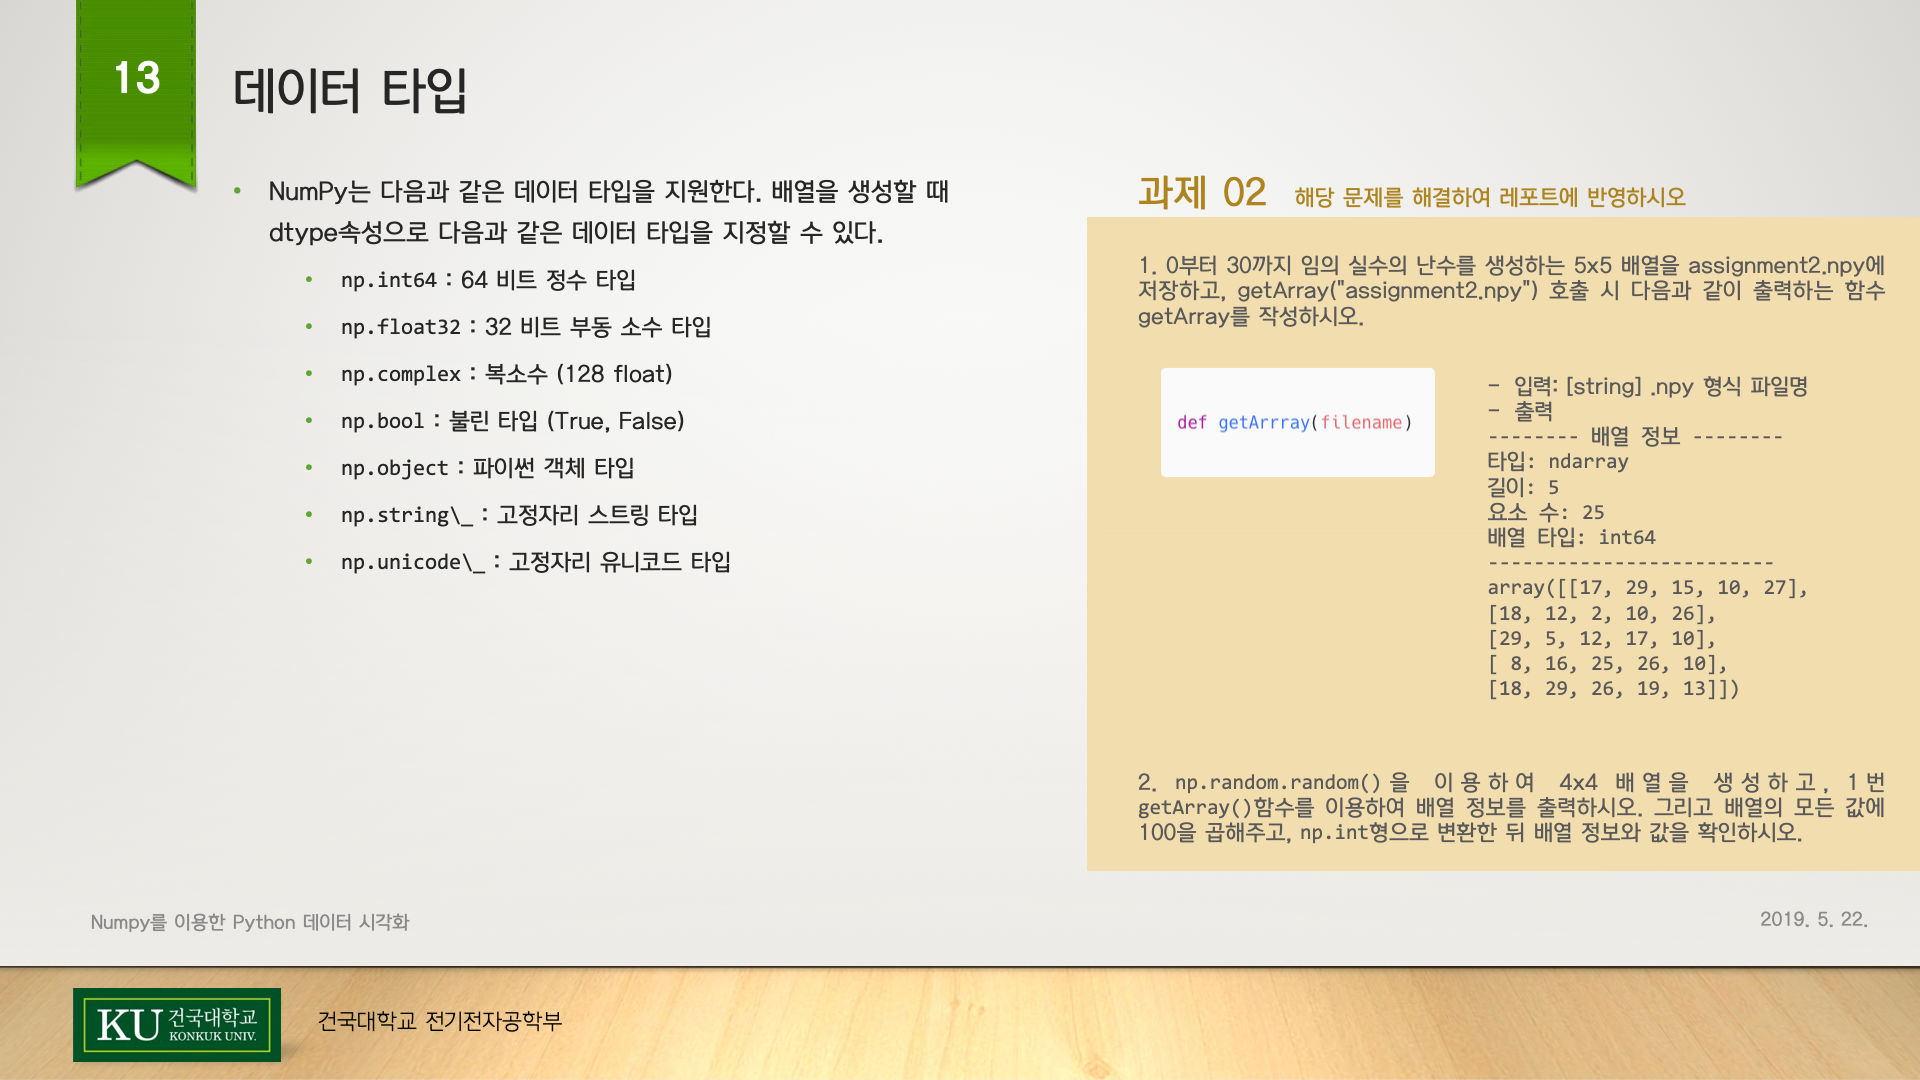 13
데이터 타입
• NumPy는 다음과 같은 데이터 타입을 지원한다. 배열을 생성할 때
dtype속성으로 다음과 같은 데이터 타입을 지정할 수 있다.
• np.int64 : 64 비트 정수 타입
• np.float32 : 32 비트 부동 소수 타입
• np.complex : 복소수 (128 float)
• np.bool : 불린 타입 (True, False)
• np.object : 파이썬 객체 타입
• np.string\_ : 고정자리 스트링 타입
• np.unicode\_ : 고정자리 유니코드 타입
과제 02 해당 문제를 해결하여 레포트에 반영하시오
1. 0부터 30까지 임의 실수의 난수를 생성하는 5x5 배열을 assignment2.npy에
저장하고, getArray("assignment2.npy") 호출 시 다음과 같이 출력하는 함수
getArray를 작성하시오.
def getArrray(filename)
- 입력: [string] .npy 형식 파일명
- 출력
-------- 배열 정보 --------
타입: ndarray
길이: 5
요소 수: 25
배열 타입: int64
-------------------------
array([[17, 29, 15, 10, 27],
[18, 12, 2, 10, 26],
[29, 5, 12, 17, 10],
[ 8, 16, 25, 26, 10],
[18, 29, 26, 19, 13]])
2. np.random.random()을 이용하여 4x4 배열을 생성하고, 1번
getArray()함수를 이용하여 배열 정보를 출력하시오. 그리고 배열의 모든 값에
100을 곱해주고, np.int형으로 변환한 뒤 배열 정보와 값을 확인하시오.
Numpy를 이용한 Python 데이터 시각화
2019. 5. 22.
KU 건국대학교
KONKUK UNIV.
건국대학교 전기전자공학부